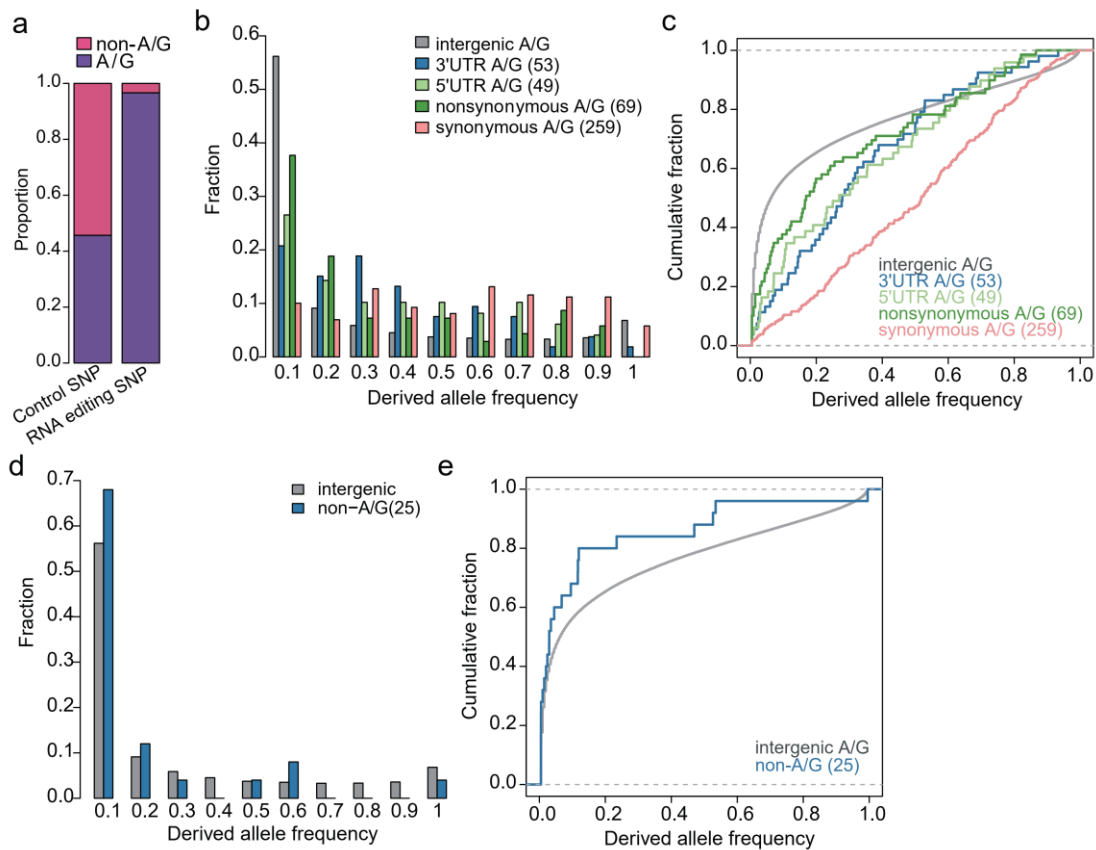 a
non-A/G
A/G
Proportion
1.0
0.8
0.6
0.4
0.2
0.0
Control SNP
RNA editing SNP
b
intergenic A/G
3'UTR A/G (53)
5'UTR A/G (49)
nonsynonymous A/G (69)
synonymous A/G (259)
Fraction
0.6
0.5
0.4
0.3
0.2
0.1
0.0
0.1 0.2 0.3 0.4 0.5 0.6 0.7 0.8 0.9 1
Derived allele frequency
c
Cumulative fraction
1.0
0.8
0.6
0.4
0.2
0.0
intergenic A/G
3'UTR A/G (53)
5'UTR A/G (49)
nonsynonymous A/G (69)
synonymous A/G (259)
0.0 0.2 0.4 0.6 0.8 1.0
Derived allele frequency
d
intergenic
non−A/G(25)
Fraction
0.7
0.6
0.5
0.4
0.3
0.2
0.1
0.0
0.1 0.2 0.3 0.4 0.5 0.6 0.7 0.8 0.9 1
Derived allele frequency
e
Cumulative fraction
1.0
0.8
0.6
0.4
0.2
0.0
intergenic A/G
non-A/G (25)
0.0 0.2 0.4 0.6 0.8 1.0
Derived allele frequency